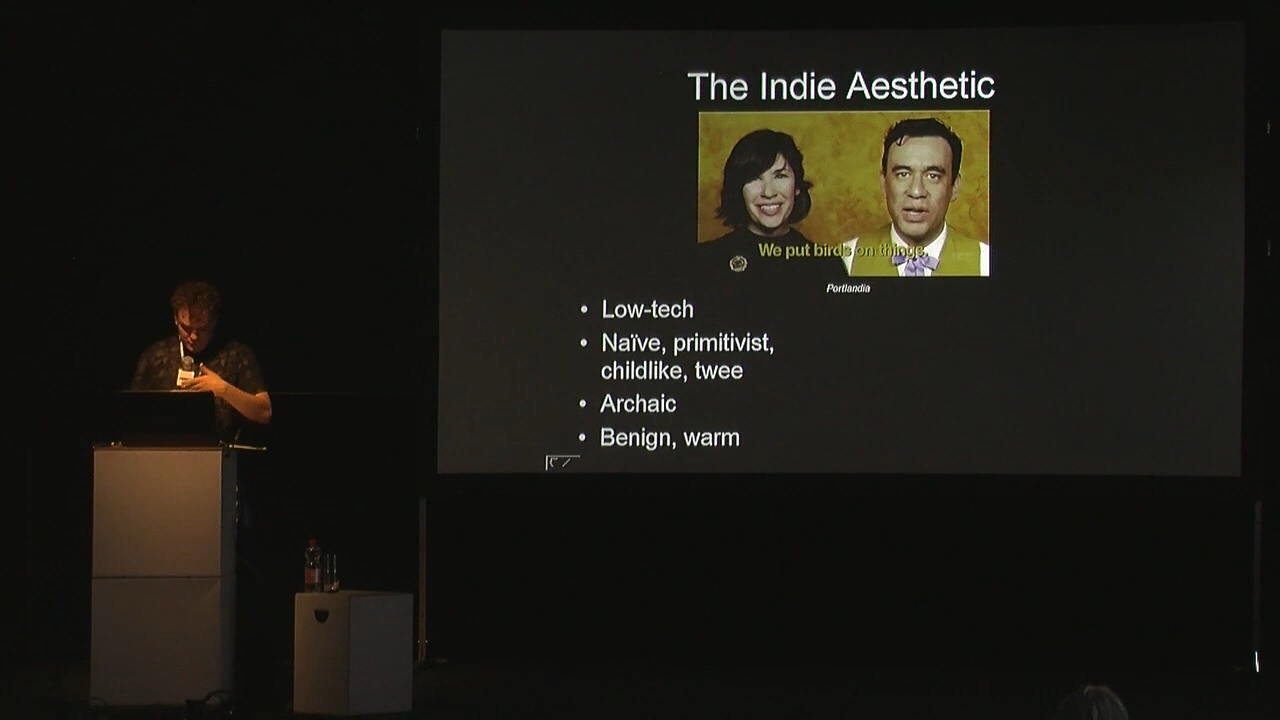 The Indie Aesthetic
We put birds on things.
Portlandia
• Low-tech
• Naïve, primitivist,
childlike, twee
• Archaic
• Benign, warm